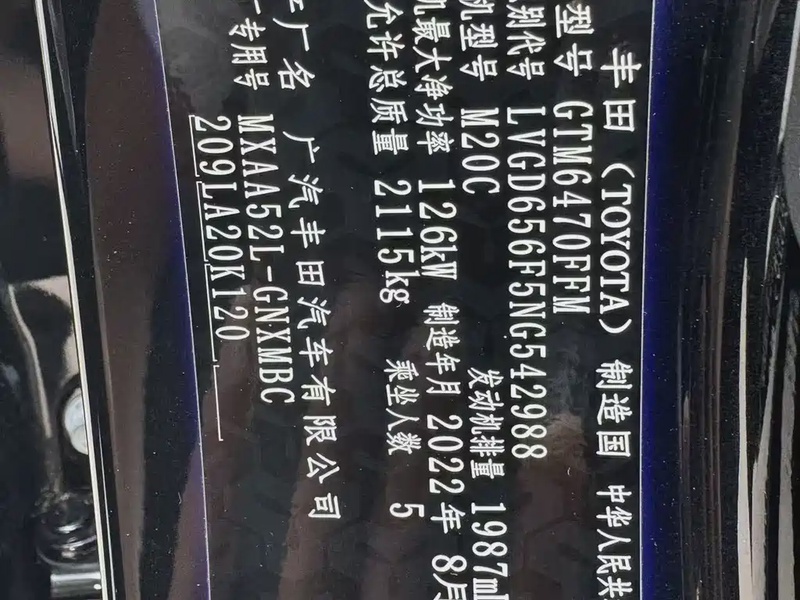 丰田 (TOYOTA) 制造国 中华人民共
型号 GTM6470FFM
别代号 LVGD656F5NG542988
机型号 M20C 发动机排量 1987ml
机最大净功率 126kW 制造年月 2022年 8月
允许总质量 2115kg 乘坐人数 5
厂名 广汽丰田汽车有限公司
专用号 MXAA52L-GNXMBC
209LA20K120